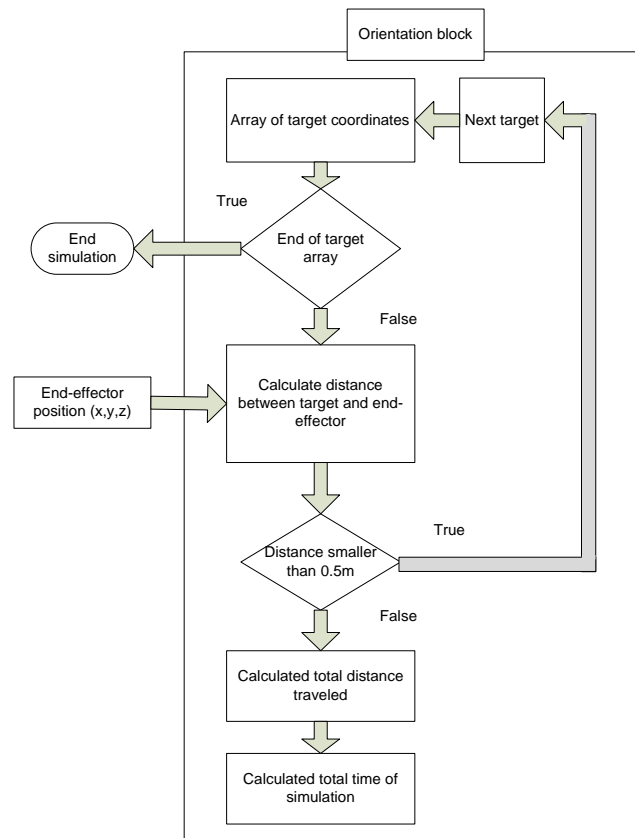 Orientation block
Array of target coordinates
Next target
True
End
simulation
End of target
array
False
End-effector
position (x,y,z)
Calculate distance
between target and end-
effector
True
Distance smaller
than 0.5m
False
Calculated total distance
traveled
Calculated total time of
simulation